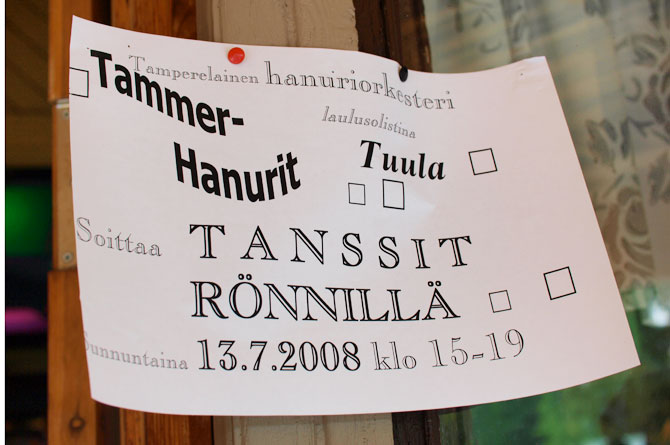 Tamperelainen hanuriorkesteri
Tammer-
Hanurit
laulusolistina
Tuula
Soittaa TANSSIT
RÖNNILLÄ
Sunnuntaina 13.7.2008 klo 15-19